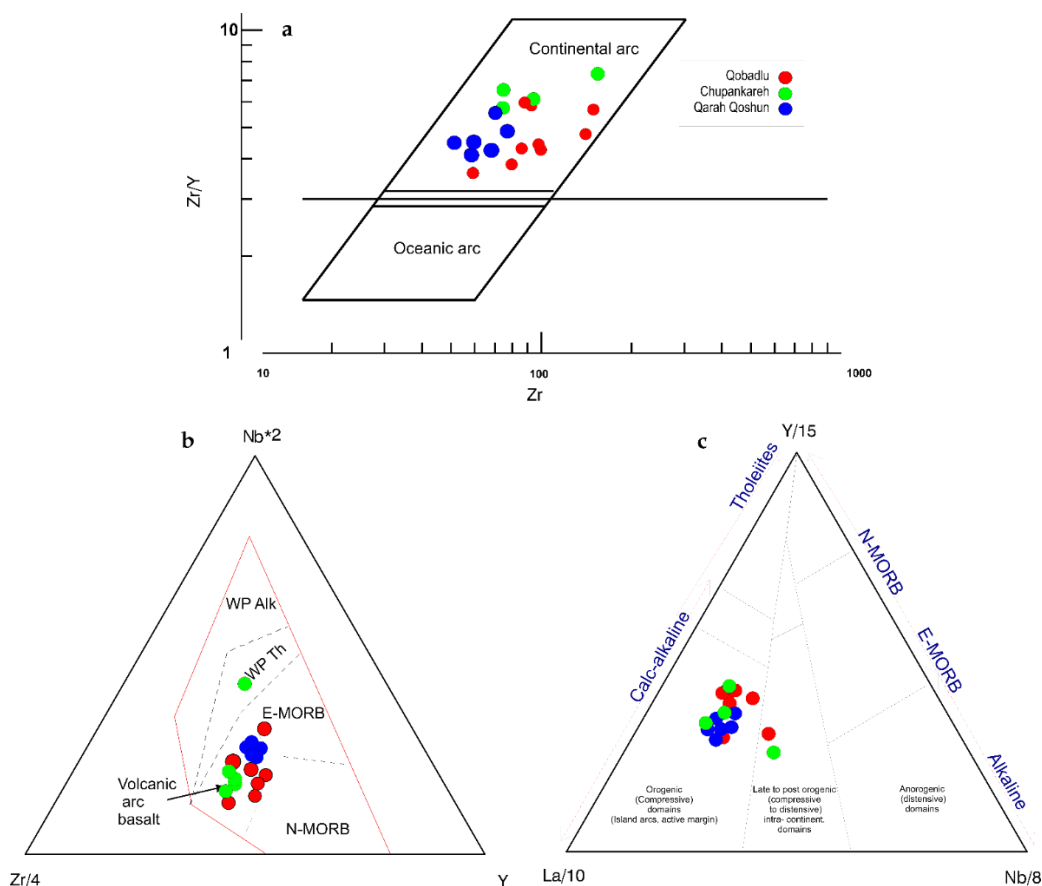 10
a
Continental arc
Qobadlu
Chupankareh
Qarah Qoshun
Zr/Y
Oceanic arc
1
10
100
1000
Zr
b
Nb*2
WP Alk
WP Th
E-MORB
Volcanic
arc
basalt
N-MORB
Zr/4
Y
c
Y/15
Tholeiites
Calc-alkaline
N-MORB
E-MORB
Alkaline
Orogenic
(Compressive)
domains
(Island arcs, active margin)
Late to post orogenic
(compressive
to distensive)
intra- continent.
domains
Anorogenic
(distensive)
domains
La/10
Nb/8